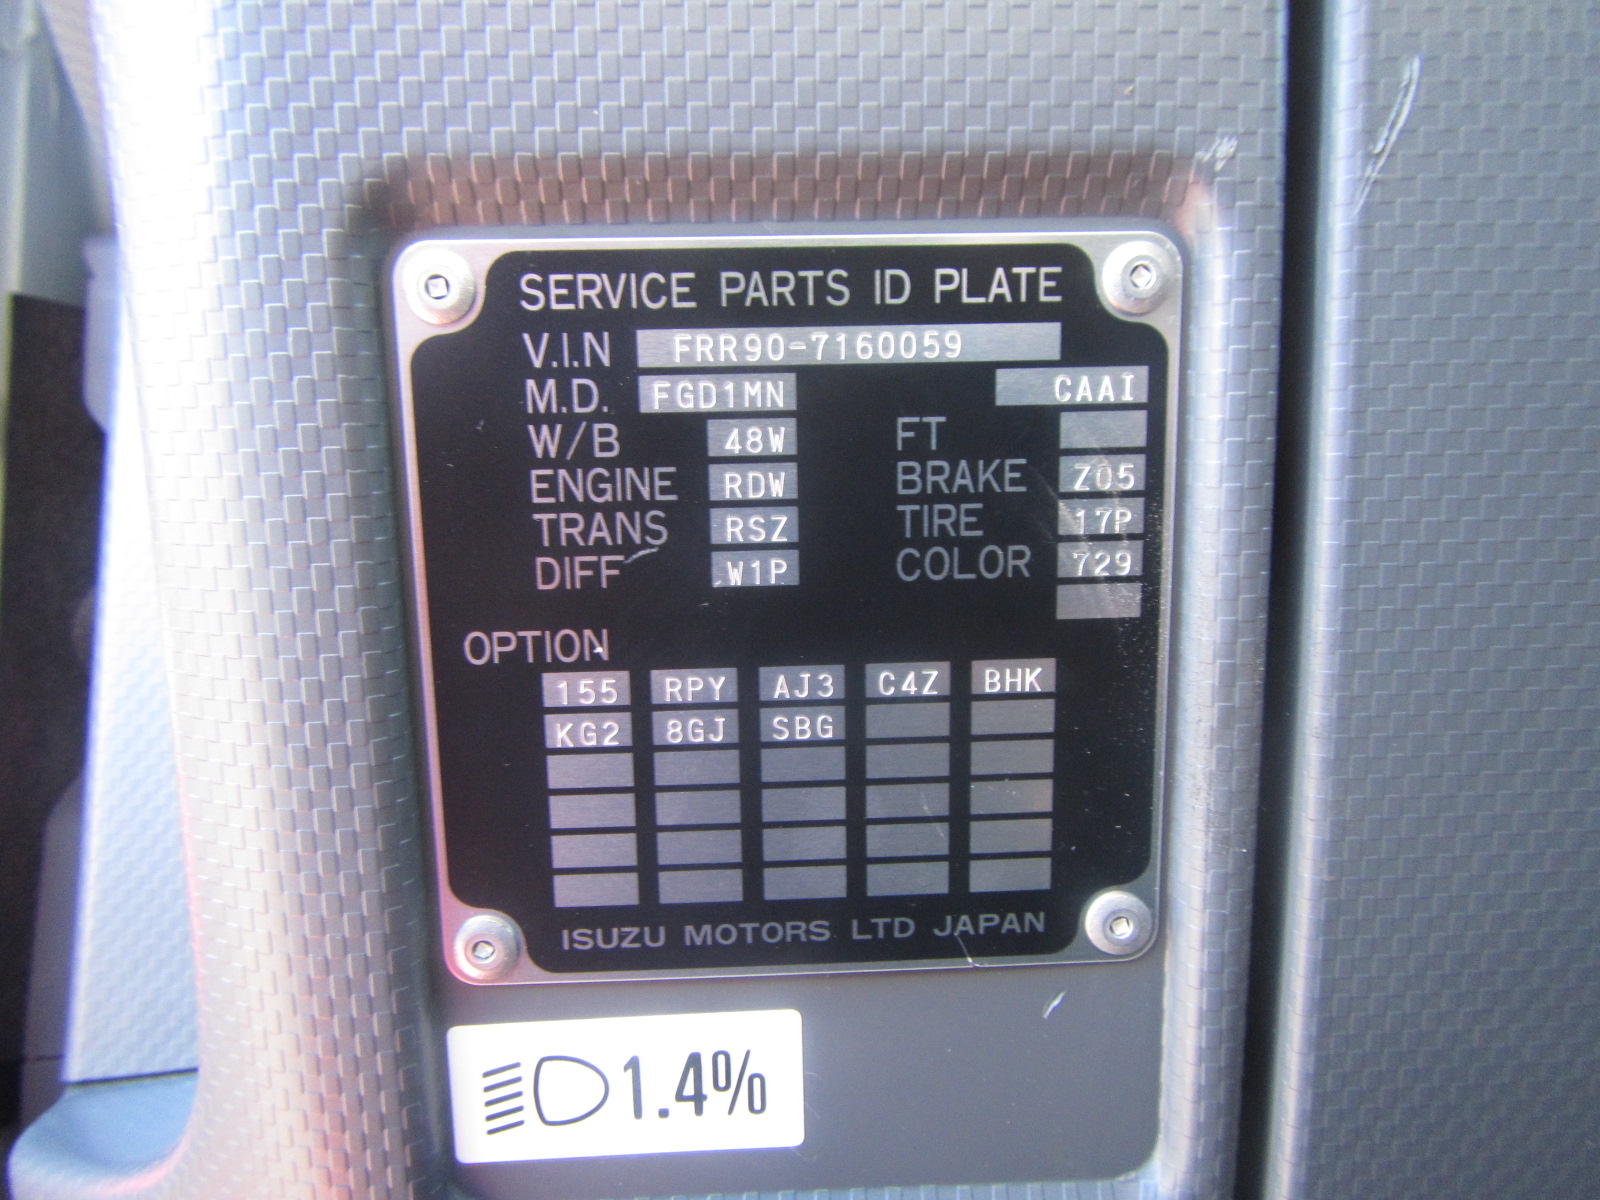 SERVICE PARTS ID PLATE
V.I.N FRR90-7160059
M.D. FGD1MN CAAI
W/B 48W FT
ENGINE RDW BRAKE Z05
TRANS RSZ TIRE 17P
DIFF W1P COLOR 729
OPTION
155 RPY AJ3 C4Z BHK
KG2 8GJ SBG
ISUZU MOTORS LTD JAPAN
1.4%